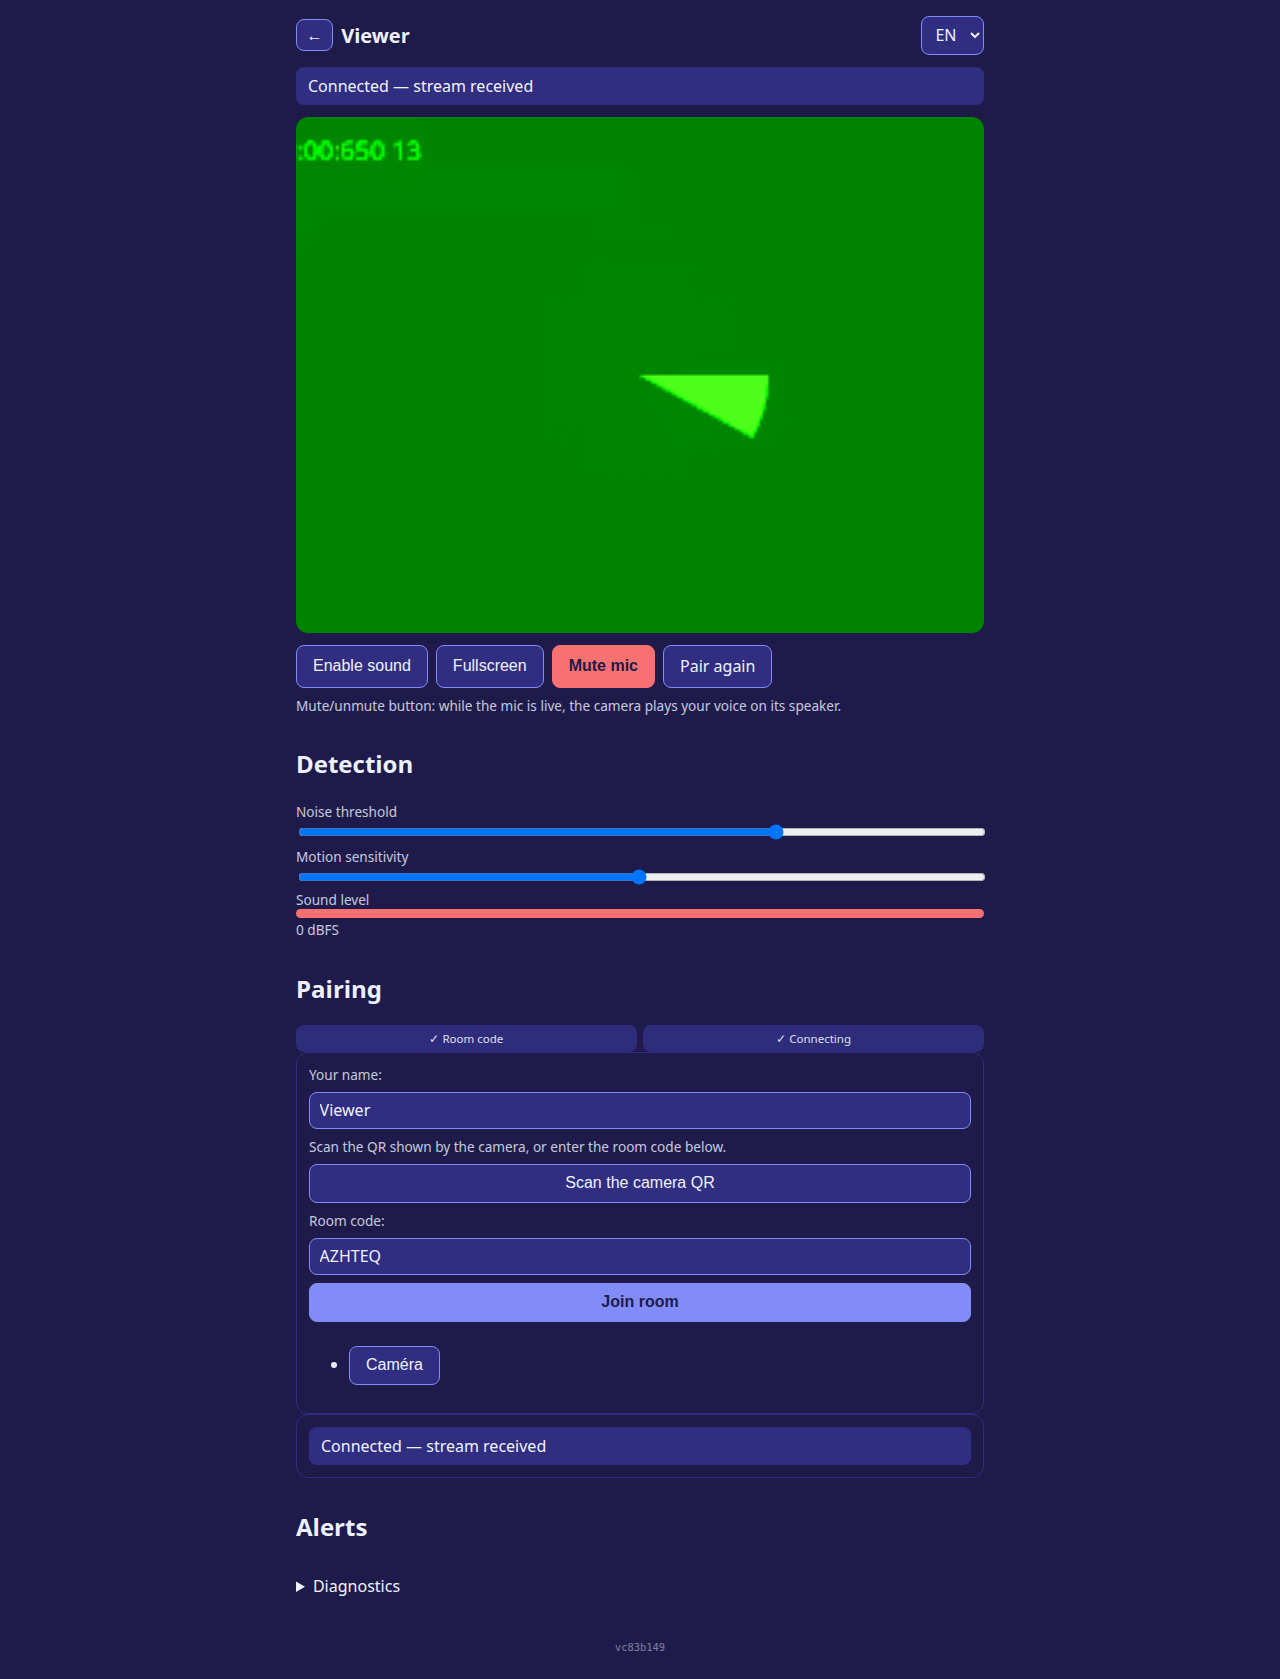 ← Viewer EN
Connected — stream received
:00:650 13
Enable sound Fullscreen Mute mic Pair again
Mute/unmute button: while the mic is live, the camera plays your voice on its speaker.
Detection
Noise threshold
Motion sensitivity
Sound level
0 dBFS
Pairing
✓ Room code ✓ Connecting
Your name:
Viewer
Scan the QR shown by the camera, or enter the room code below.
Scan the camera QR
Room code:
AZHTEQ
Join room
• Caméra
Connected — stream received
Alerts
▶ Diagnostics
vc83b149